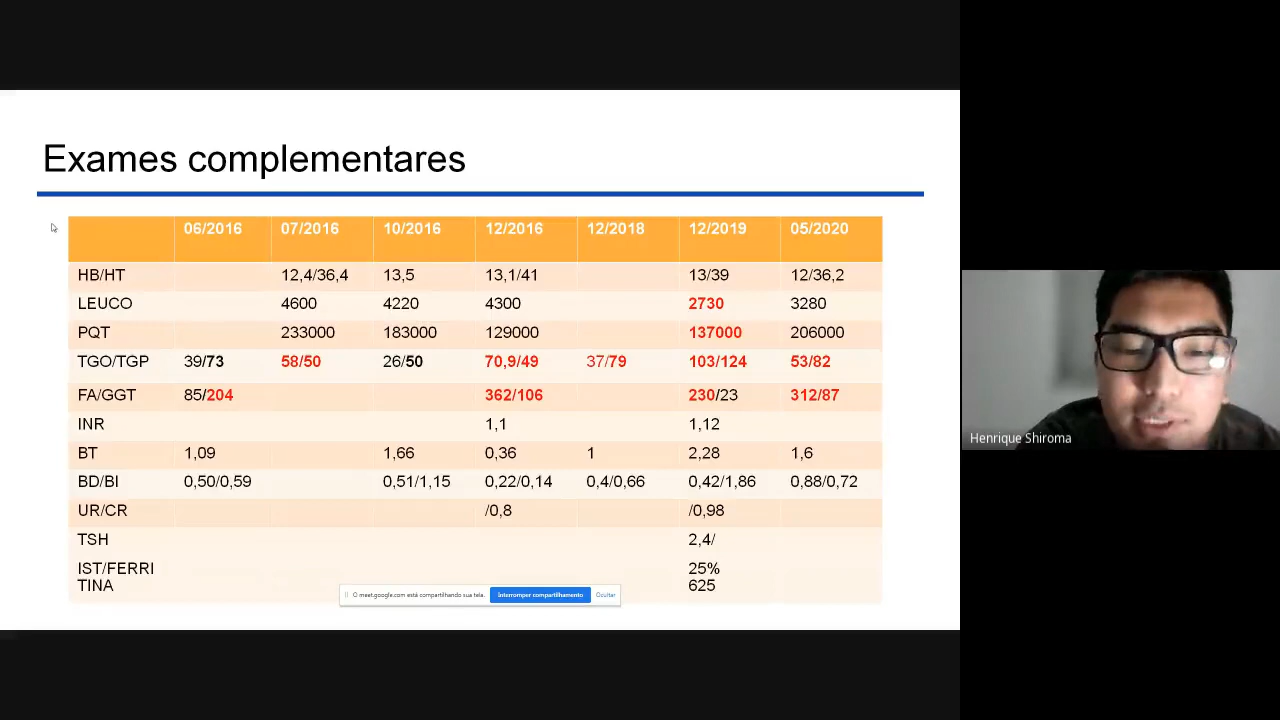 Exames complementares
06/2016 07/2016 10/2016 12/2016 12/2018 12/2019 05/2020
HB/HT 12,4/36,4 13,5 13,1/41 13/39 12/36,2
LEUCO 4600 4220 4300 2730 3280
PQT 233000 183000 129000 137000 206000
TGO/TGP 39/73 58/50 26/50 70,9/49 37/79 103/124 53/82
FA/GGT 85/204 362/106 230/23 312/87
INR 1,1 1,12
BT 1,09 1,66 0,36 1 2,28 1,6
BD/BI 0,50/0,59 0,51/1,15 0,22/0,14 0,4/0,66 0,42/1,86 0,88/0,72
UR/CR /0,8 /0,98
TSH 2,4/
IST/FERRI 25%
TINA 625
O meet.google.com está compartilhando sua tela. Interromper compartilhamento Ocultar
Henrique Shiroma